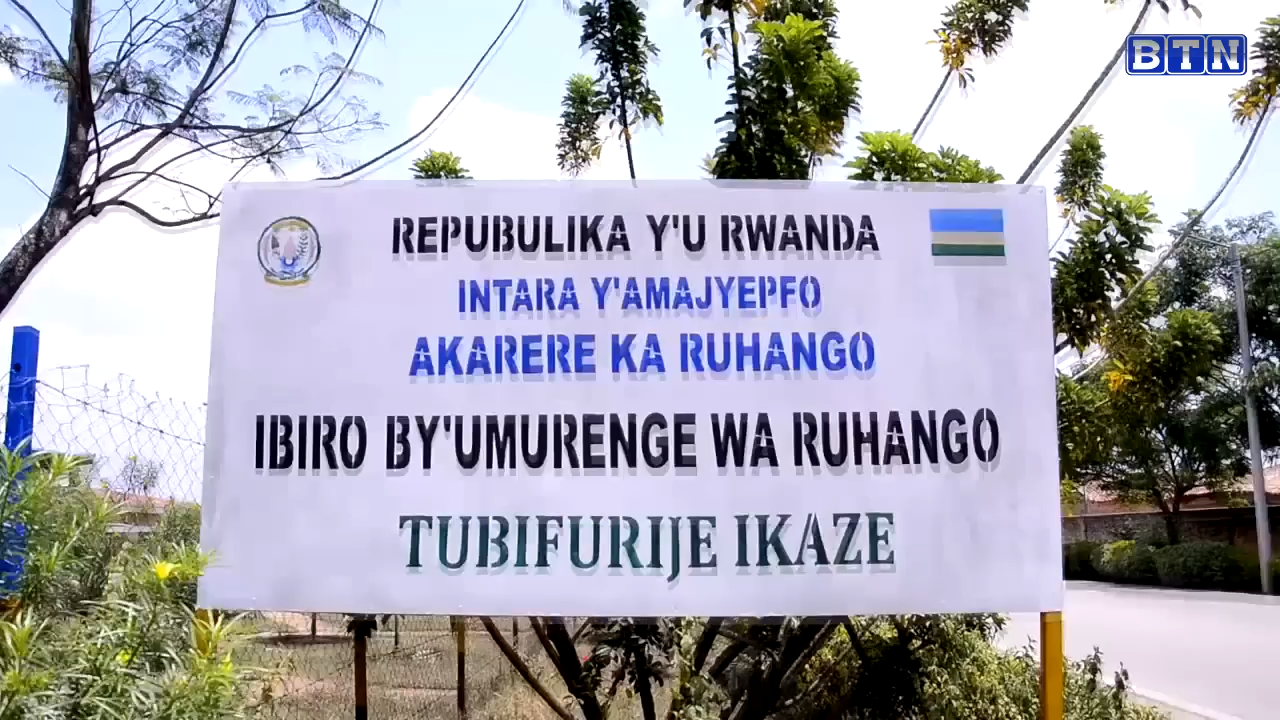 BTN
REPUBULIKA Y'U RWANDA
INTARA Y'AMAJYEPFO
AKARERE KA RUHANGO
IBIRO BY'UMURENGE WA RUHANGO
TUBIFURIJE IKAZE